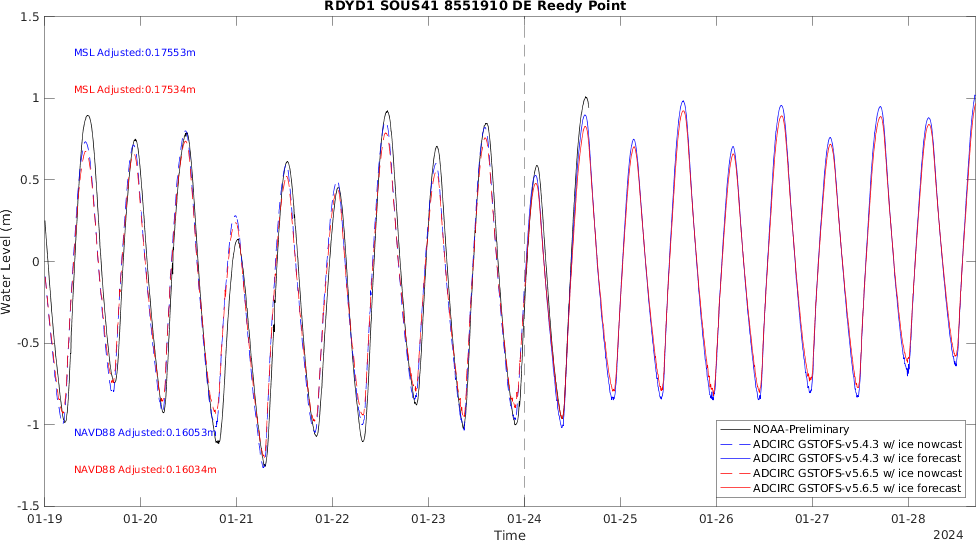 RDYD1 SOUS41 8551910 DE Reedy Point
1.5
MSL Adjusted:0.17553m
MSL Adjusted:0.17534m
1
0.5
0
-0.5
-1
-1.5
Water Level (m)
NAVD88 Adjusted:0.16053m
NAVD88 Adjusted:0.16034m
NOAA-Preliminary
ADCIRC GSTOFS-v5.4.3 w/ ice nowcast
ADCIRC GSTOFS-v5.4.3 w/ ice forecast
ADCIRC GSTOFS-v5.6.5 w/ ice nowcast
ADCIRC GSTOFS-v5.6.5 w/ ice forecast
01-19 01-20 01-21 01-22 01-23 01-24 01-25 01-26 01-27 01-28
Time
2024